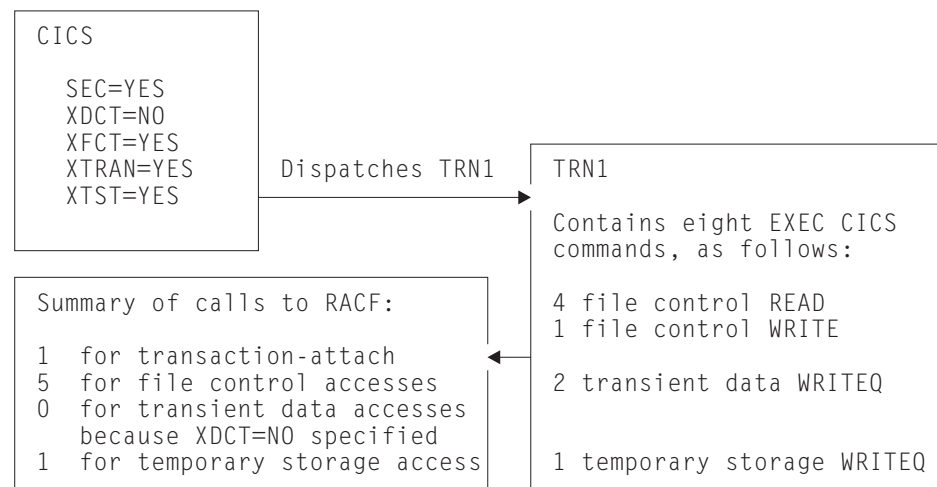 CICS
SEC=YES
XDCT=NO
XFCT=YES
XTRAN=YES
XTST=YES
Dispatches TRN1
TRN1
Contains eight EXEC CICS
commands, as follows:
4 file control READ
1 file control WRITE
2 transient data WRITEQ
1 temporary storage WRITEQ
Summary of calls to RACF:
1 for transaction-attach
5 for file control accesses
0 for transient data accesses
because XDCT=NO specified
1 for temporary storage access